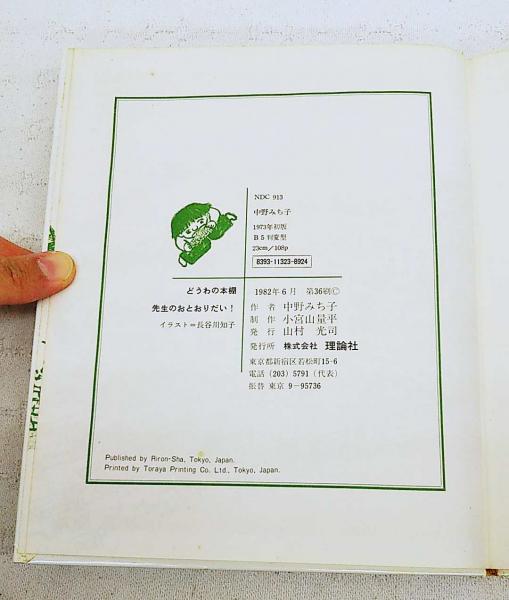 NDC 913
中野みち子
1973年初版
B5判変型
23cm/108p
8393-11323-8924
どうわの本棚
先生のおとおりだい!
イラスト=長谷川知子
1982年6月 第36刷Ⓒ
作者 中野みち子
制作 小宮山量平
発行 山村光司
発行所 株式会社 理論社
東京都新宿区若松町15-6
電話(203)5791(代表)
振替 東京 9-95736
Published by Riron-Sha, Tokyo, Japan.
Printed by Toraya Printing Co. Ltd., Tokyo, Japan.